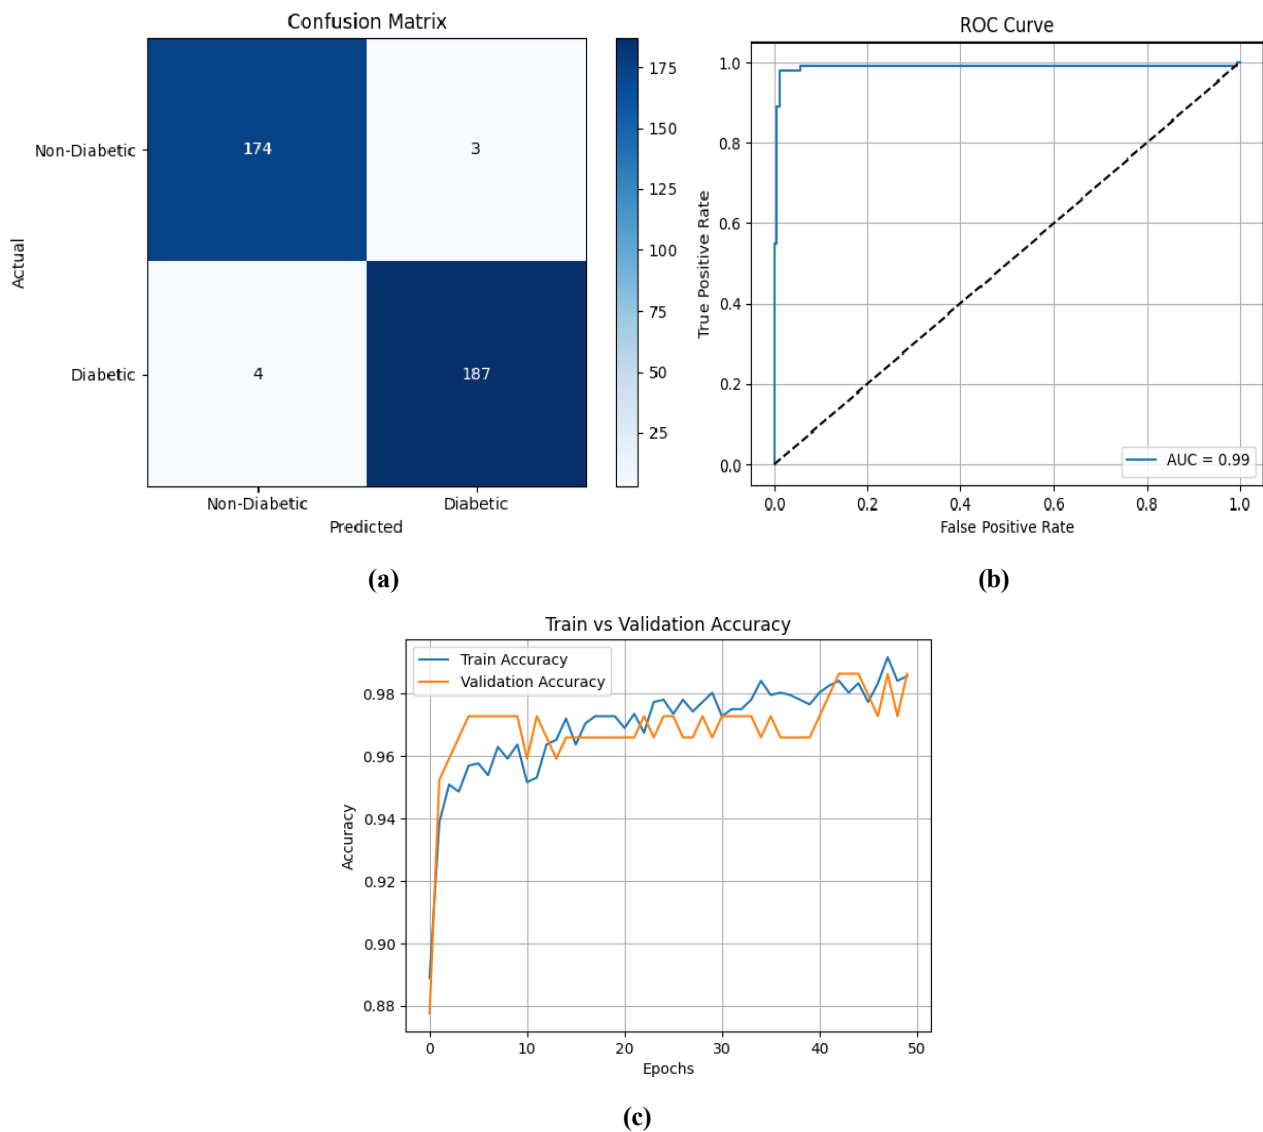 Confusion Matrix
Actual
Non-Diabetic
Diabetic
174
3
4
187
Non-Diabetic
Diabetic
Predicted
175
150
125
100
75
50
25
(a)
ROC Curve
True Positive Rate
1.0
0.8
0.6
0.4
0.2
0.0
AUC = 0.99
0.0 0.2 0.4 0.6 0.8 1.0
False Positive Rate
(b)
Train vs Validation Accuracy
Train Accuracy
Validation Accuracy
Accuracy
0.98
0.96
0.94
0.92
0.90
0.88
0 10 20 30 40 50
Epochs
(c)